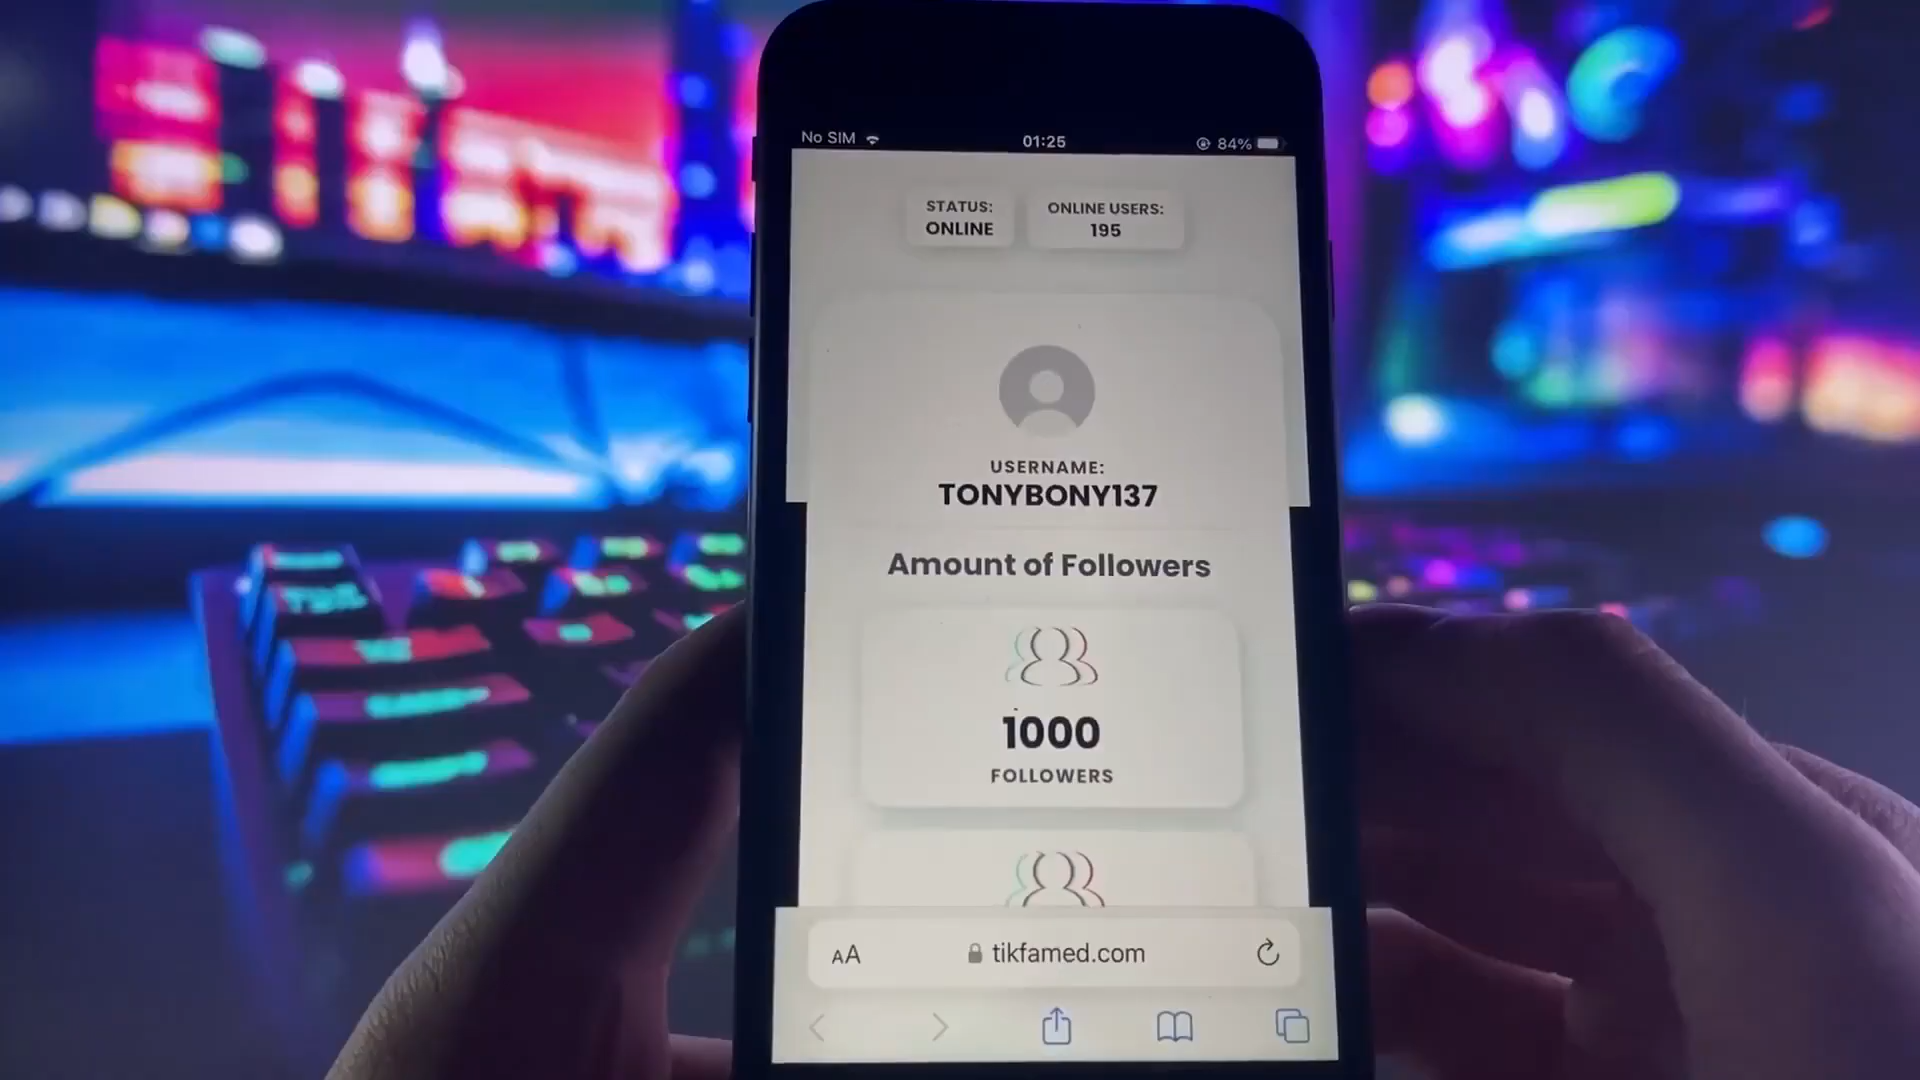 No SIM 01:25 84%
STATUS: ONLINE USERS:
ONLINE 195
USERNAME:
TONYBONY137
Amount of Followers
1000
FOLLOWERS
AA tikfamed.com